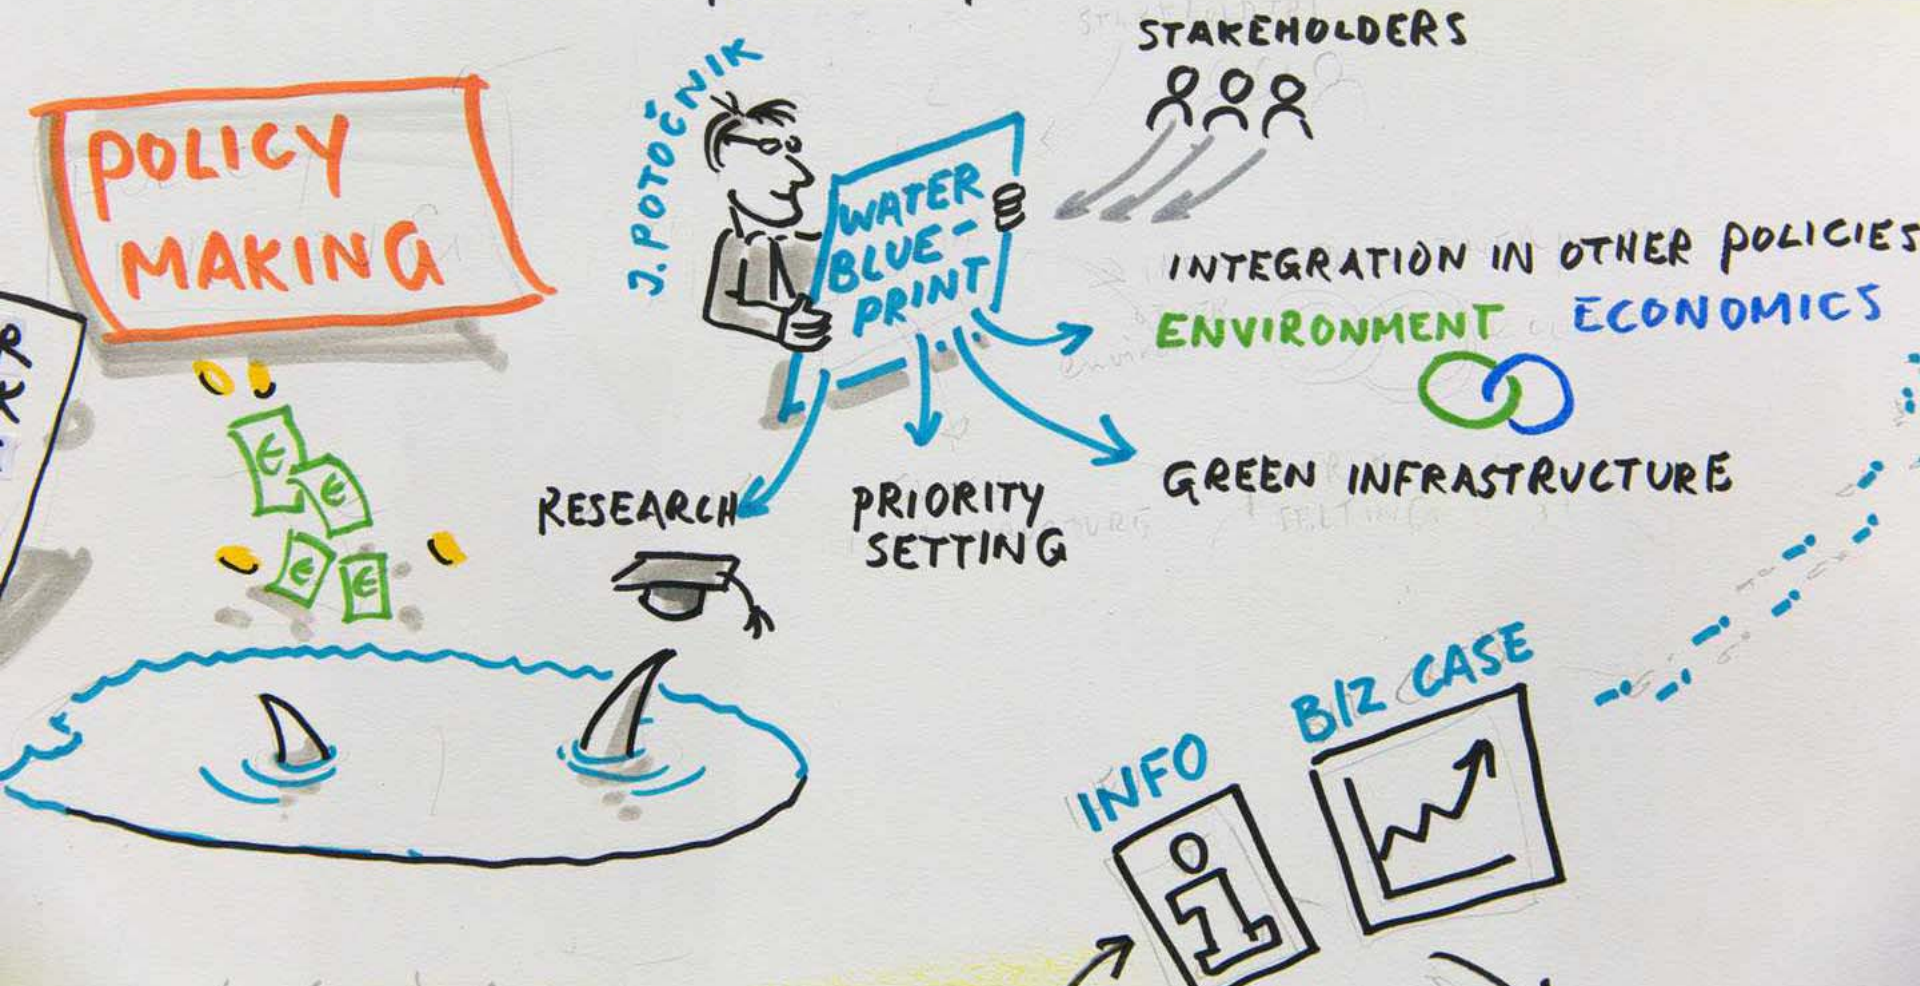 POLICY
MAKING
J. POTOČNIK
WATER
BLUE-
PRINT
STAKEHOLDERS
INTEGRATION IN OTHER POLICIES
ENVIRONMENT ECONOMICS
GREEN INFRASTRUCTURE
RESEARCH
PRIORITY
SETTING
€
€
€
€
INFO
i
BIZ CASE